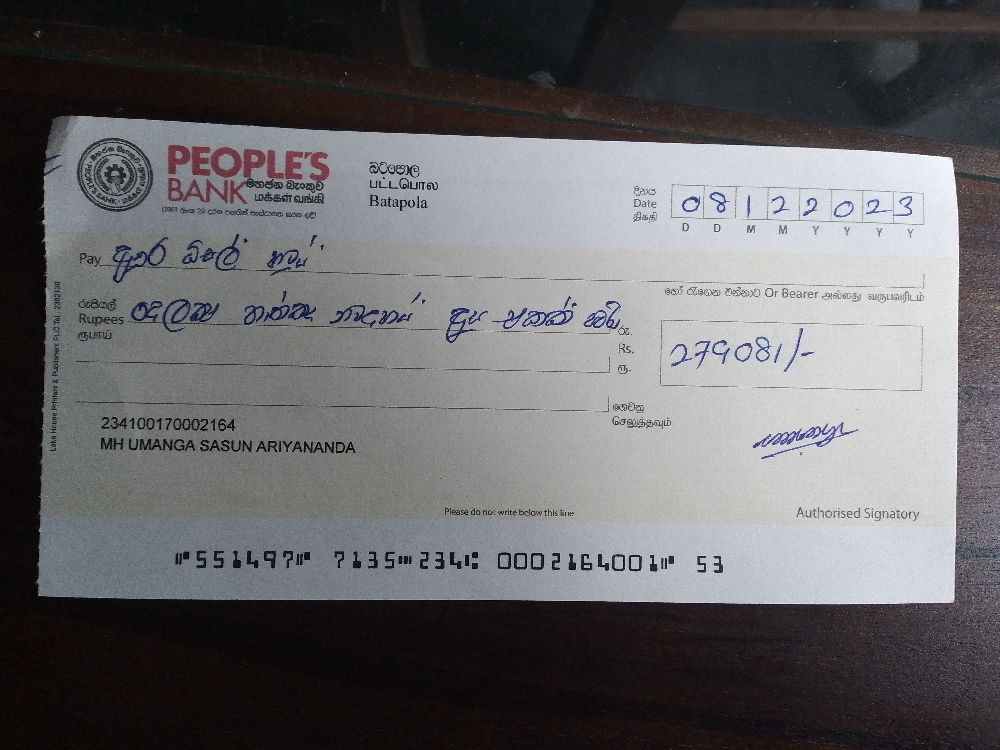 PEOPLE'S
BANK මහජන බැංකුව
மக்கள் வங்கி
බටපොල
பட்டபொல
Batapola
දිනය
Date 08122023
திகதி
D D M M Y Y Y Y
Pay
හෝ රැගෙන එන්නාට Or Bearer அல்லது வருபவரிடம்
රුපියල්
Rupees දෙලක්ෂ
ரூபாய்
රු.
Rs. 279081/-
ரூ.
ගෙවනු
செலுத்தவும்
234100170002164
MH UMANGA SASUN ARIYANANDA
Please do not write below this line
Authorised Signatory
⑈551497⑈ 7135⑉234⑆ 0002164001⑈ 53